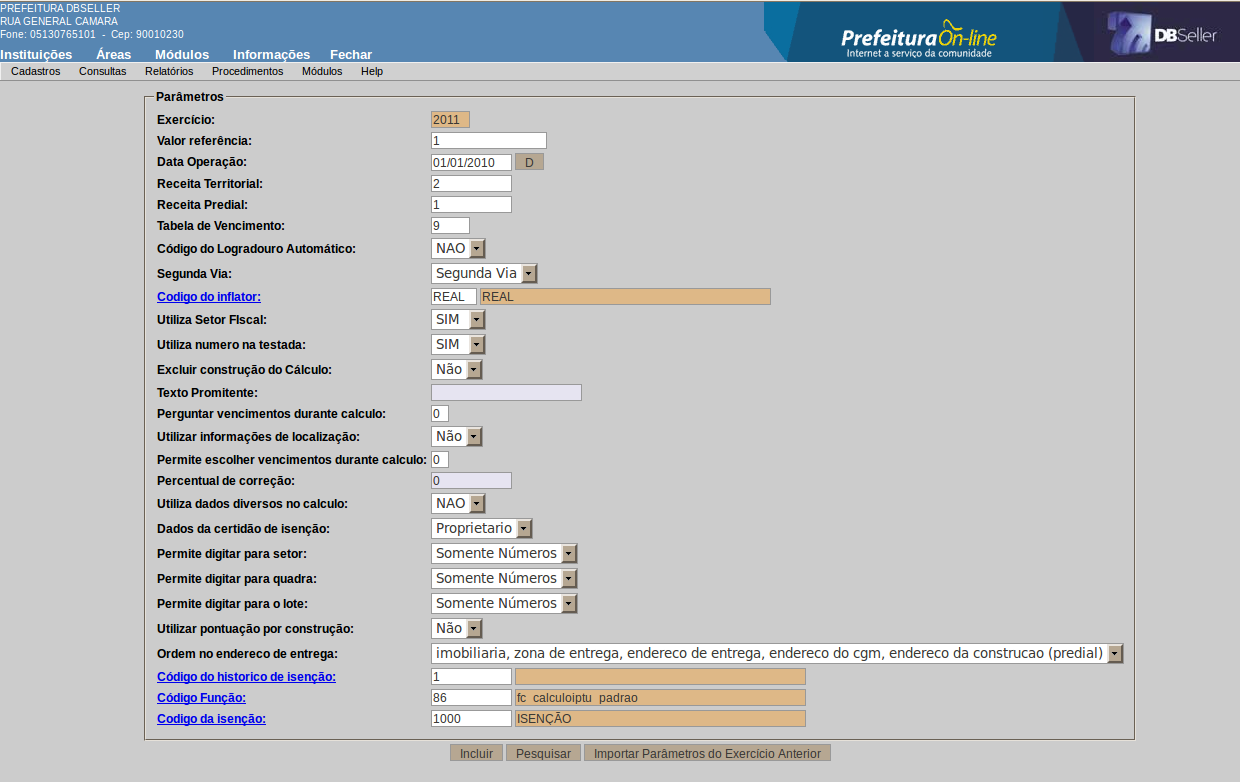 PREFEITURA DBSELLER
RUA GENERAL CAMARA
Fone: 05130765101 - Cep: 90010230
Instituições Áreas Módulos Informações Fechar
PrefeituraOn-line
Internet a serviço da comunidade
DBSeller
Cadastros Consultas Relatórios Procedimentos Módulos Help
Parâmetros
Exercício: 2011
Valor referência: 1
Data Operação: 01/01/2010 D
Receita Territorial: 2
Receita Predial: 1
Tabela de Vencimento: 9
Código do Logradouro Automático: NAO
Segunda Via: Segunda Via
Codigo do inflator: REAL REAL
Utiliza Setor FIscal: SIM
Utiliza numero na testada: SIM
Excluir construção do Cálculo: Não
Texto Promitente:
Perguntar vencimentos durante calculo: 0
Utilizar informações de localização: Não
Permite escolher vencimentos durante calculo: 0
Percentual de correção: 0
Utiliza dados diversos no calculo: NAO
Dados da certidão de isenção: Proprietario
Permite digitar para setor: Somente Números
Permite digitar para quadra: Somente Números
Permite digitar para o lote: Somente Números
Utilizar pontuação por construção: Não
Ordem no endereco de entrega: imobiliaria, zona de entrega, endereco de entrega, endereco do cgm, endereco da construcao (predial)
Código do historico de isenção: 1
Código Função: 86 fc_calculoiptu_padrao
Codigo da isenção: 1000 ISENÇÃO
Incluir Pesquisar Importar Parâmetros do Exercício Anterior